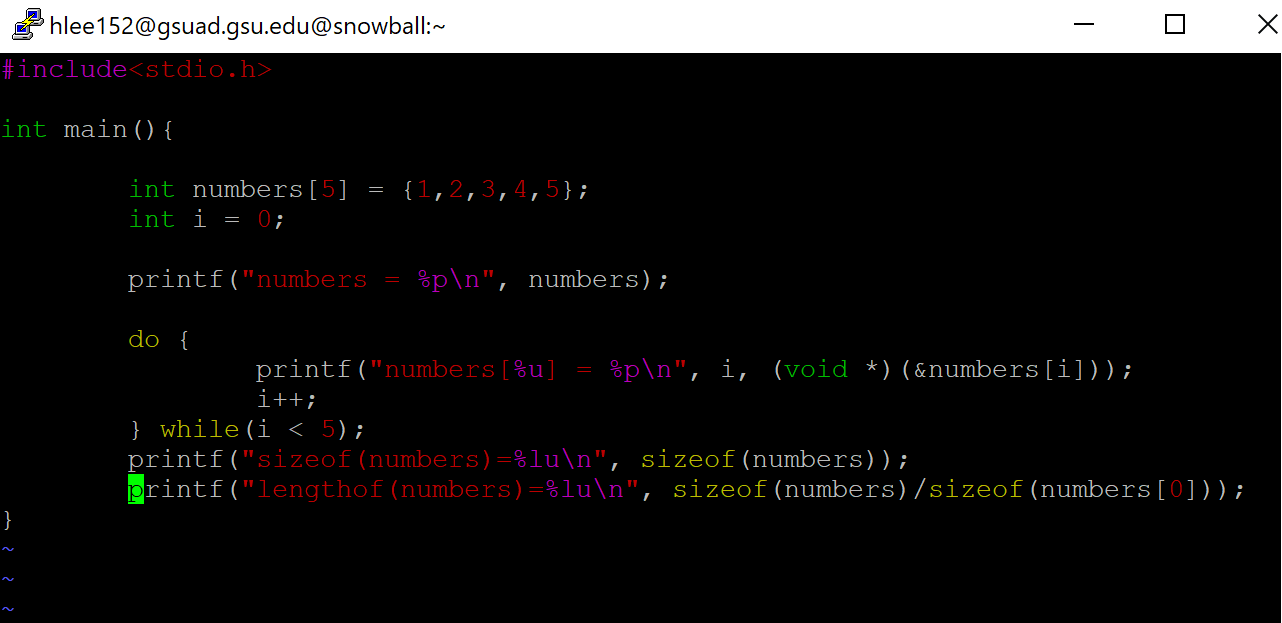 hlee152@gsuad.gsu.edu@snowball:~
#include<stdio.h>
int main(){
int numbers[5] = {1,2,3,4,5};
int i = 0;
printf("numbers = %p\n", numbers);
do {
printf("numbers[%u] = %p\n", i, (void *)(&numbers[i]));
i++;
} while(i < 5);
printf("sizeof(numbers)=%lu\n", sizeof(numbers));
printf("lengthof(numbers)=%lu\n", sizeof(numbers)/sizeof(numbers[0]));
}
~
~
~